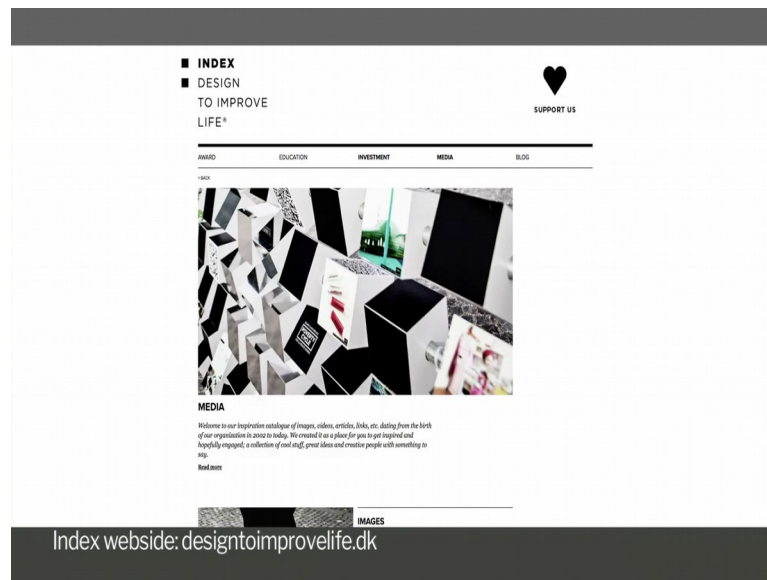 INDEX
DESIGN
TO IMPROVE
LIFE®
SUPPORT US
AWARD EDUCATION INVESTMENT MEDIA BLOG
< BACK
MEDIA
Welcome to our inspiration catalogue of images, videos, articles, links, etc. dating from the birth
of our organization in 2002 to today. We created it as a place for you to get inspired and
hopefully engaged; a collection of cool stuff, great ideas and creative people with something to
say.
Read more
IMAGES
Index webside: designtoimprovelife.dk